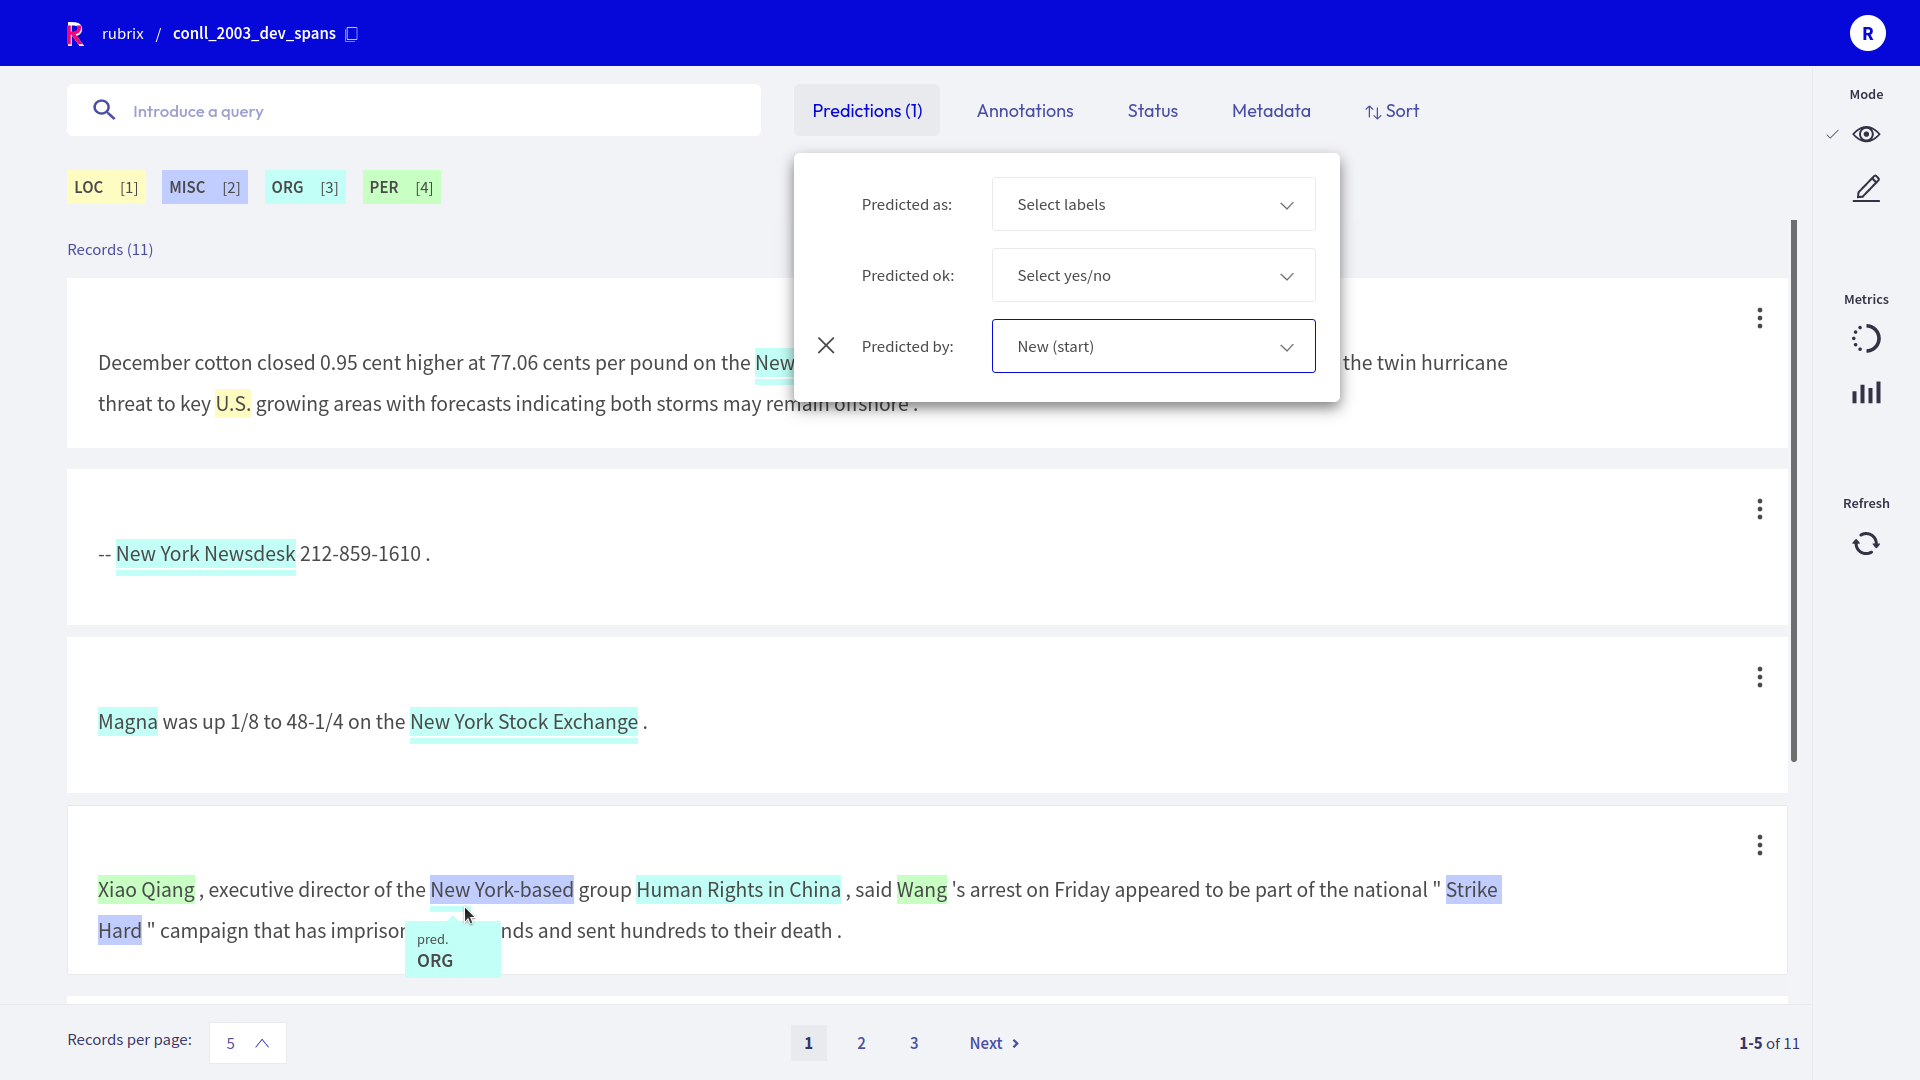 rubrix / conll_2003_dev_spans
R
Introduce a query
Predictions (1)
Annotations
Status
Metadata
Sort
Mode
LOC [1]
MISC [2]
ORG [3]
PER [4]
Predicted as:
Select labels
Predicted ok:
Select yes/no
Predicted by:
New (start)
Records (11)
Metrics
Refresh
December cotton closed 0.95 cent higher at 77.06 cents per pound on the New the twin hurricane
threat to key U.S. growing areas with forecasts indicating both storms may remain offshore .
-- New York Newsdesk 212-859-1610 .
Magna was up 1/8 to 48-1/4 on the New York Stock Exchange .
Xiao Qiang , executive director of the New York-based group Human Rights in China , said Wang 's arrest on Friday appeared to be part of the national " Strike
Hard " campaign that has imprison nds and sent hundreds to their death .
pred.
ORG
Records per page:
5
1 2 3 Next
1-5 of 11